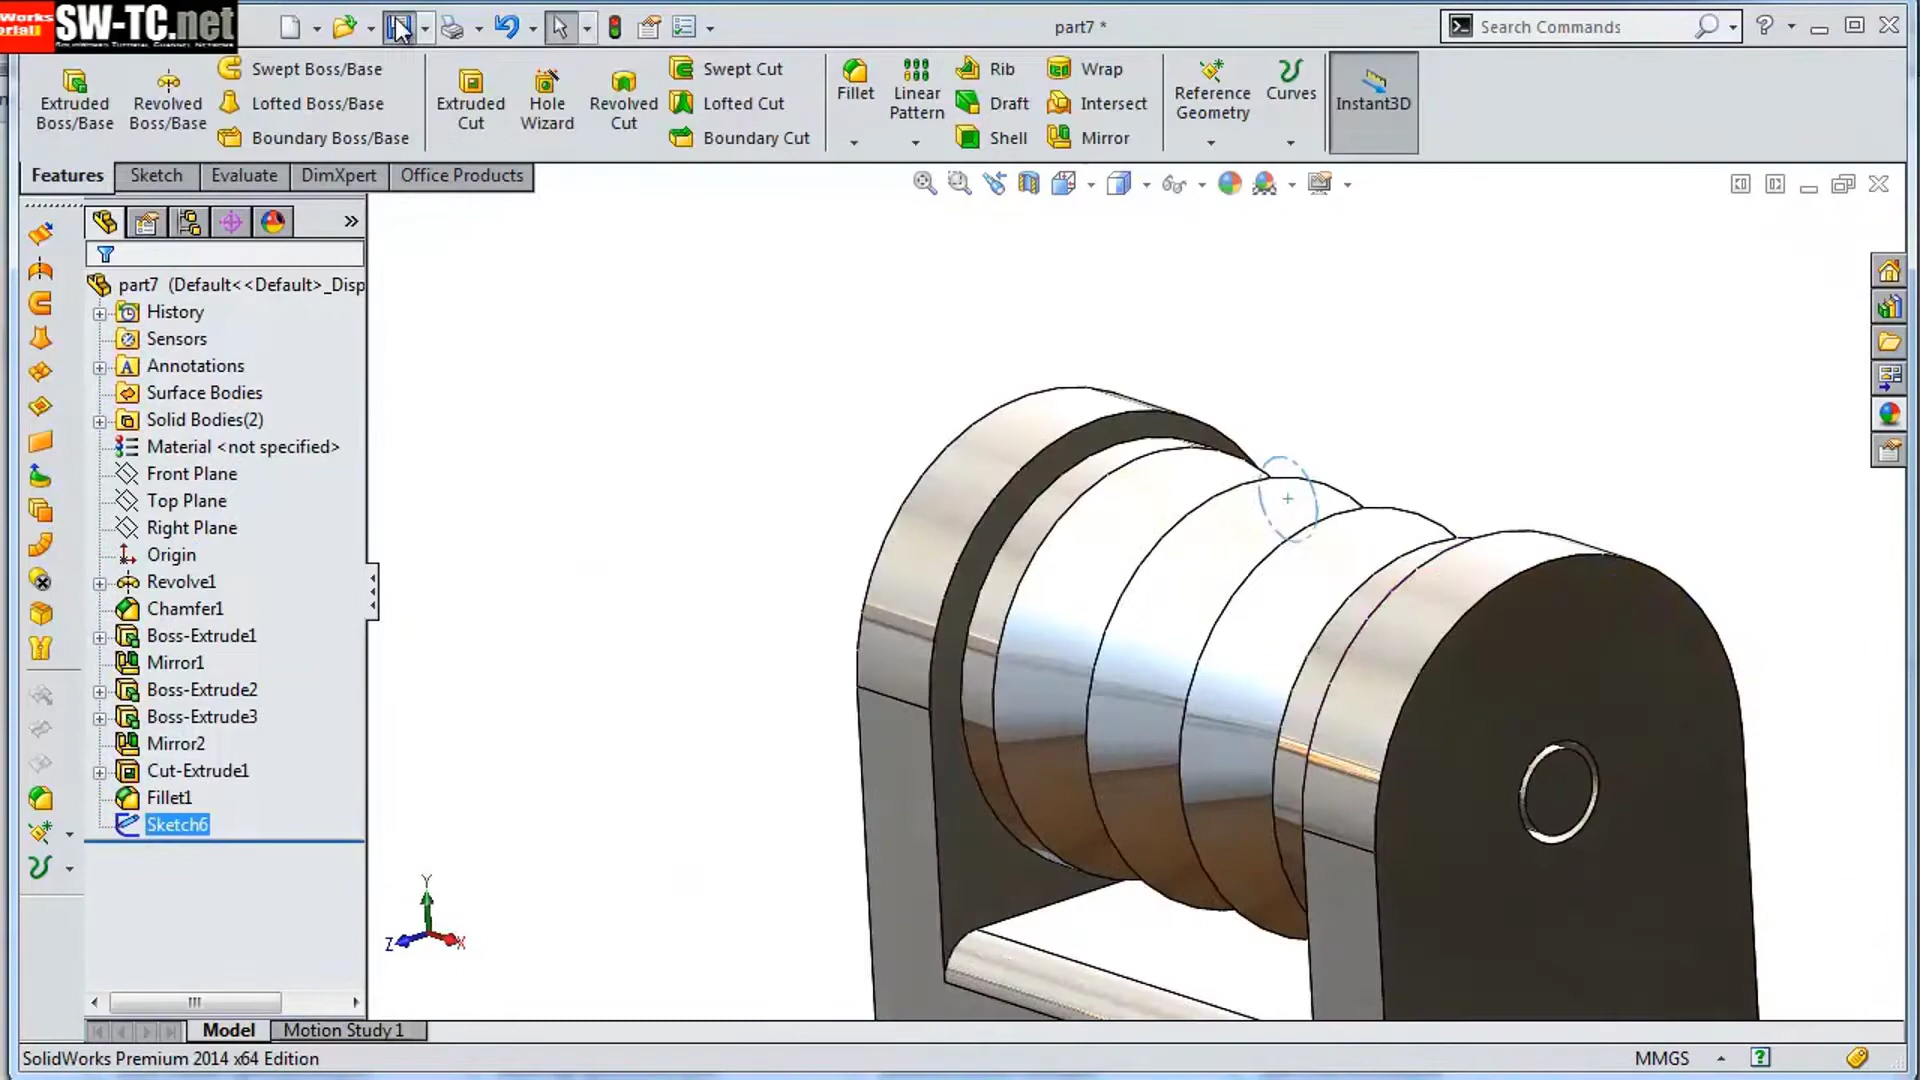 Works
orial
SW-TC.net
part7 *
Search Commands
Extruded Boss/Base
Revolved Boss/Base
Swept Boss/Base
Lofted Boss/Base
Boundary Boss/Base
Extruded Cut
Hole Wizard
Revolved Cut
Swept Cut
Lofted Cut
Boundary Cut
Fillet
Linear Pattern
Rib
Draft
Shell
Wrap
Intersect
Mirror
Reference Geometry
Curves
Instant3D
Features
Sketch
Evaluate
DimXpert
Office Products
part7 (Default<<Default>_Disp
History
Sensors
Annotations
Surface Bodies
Solid Bodies(2)
Material <not specified>
Front Plane
Top Plane
Right Plane
Origin
Revolve1
Chamfer1
Boss-Extrude1
Mirror1
Boss-Extrude2
Boss-Extrude3
Mirror2
Cut-Extrude1
Fillet1
Sketch6
Y
Z
X
Model
Motion Study 1
SolidWorks Premium 2014 x64 Edition
MMGS